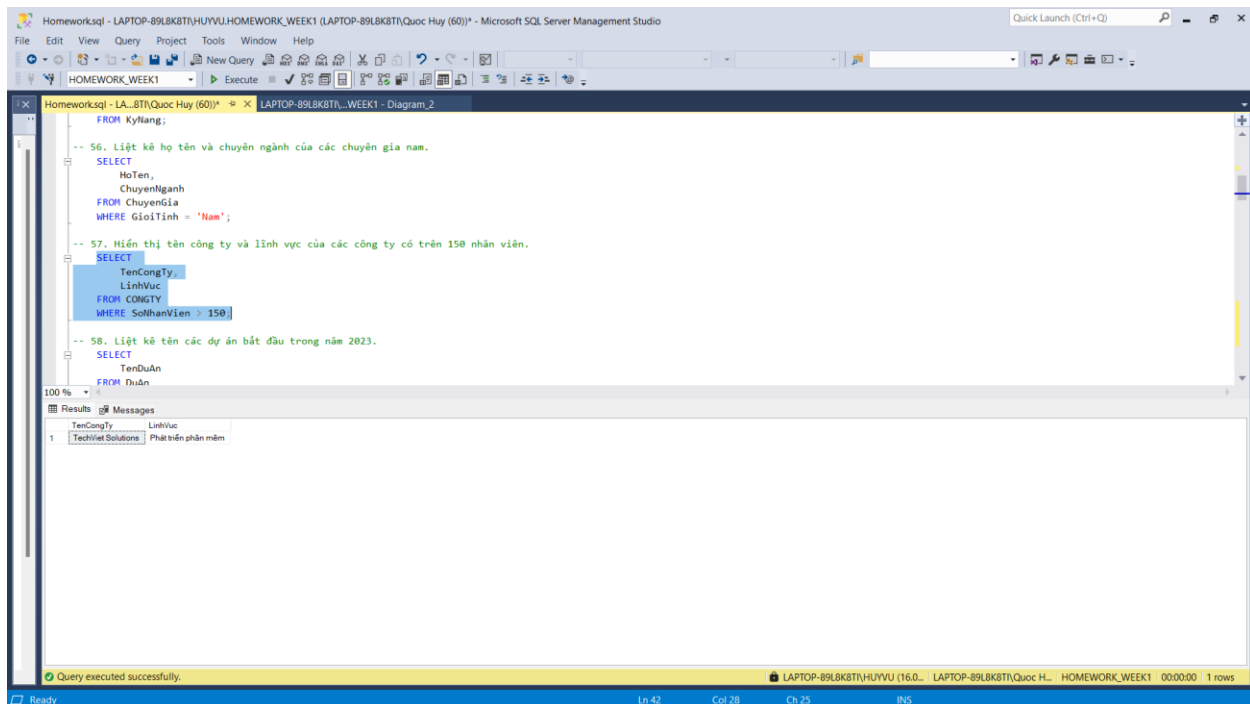 Homework.sql - LAPTOP-89L8K8TI\HUYVU.HOMEWORK_WEEK1 (LAPTOP-89L8K8TI\Quoc Huy (60))* - Microsoft SQL Server Management Studio
Quick Launch (Ctrl+Q)
File Edit View Query Project Tools Window Help
New Query
HOMEWORK_WEEK1 Execute
Homework.sql - LA...8TI\Quoc Huy (60))* LAPTOP-89L8K8TI\...WEEK1 - Diagram_2
FROM KyNang;
-- 56. Liệt kê họ tên và chuyên ngành của các chuyên gia nam.
SELECT
HoTen,
ChuyenNganh
FROM ChuyenGia
WHERE GioiTinh = 'Nam';
-- 57. Hiển thị tên công ty và lĩnh vực của các công ty có trên 150 nhân viên.
SELECT
TenCongTy,
LinhVuc
FROM CONGTY
WHERE SoNhanVien > 150;
-- 58. Liệt kê tên các dự án bắt đầu trong năm 2023.
SELECT
TenDuAn
FROM DuAn
100 %
Results Messages
TenCongTy LinhVuc
1 TechViet Solutions Phát triển phần mềm
Query executed successfully.
LAPTOP-89L8K8TI\HUYVU (16.0... LAPTOP-89L8K8TI\Quoc H... HOMEWORK_WEEK1 00:00:00 1 rows
Ready Ln 42 Col 28 Ch 25 INS